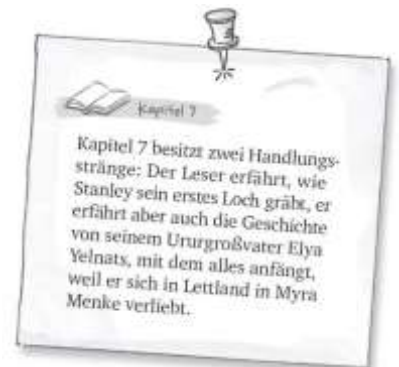 Kapitel 7
Kapitel 7 besitzt zwei Handlungs-
stränge: Der Leser erfährt, wie
Stanley sein erstes Loch gräbt, er
erfährt aber auch die Geschichte
von seinem Ururgroßvater Elya
Yelnats, mit dem alles anfängt,
weil er sich in Lettland in Myra
Menke verliebt.